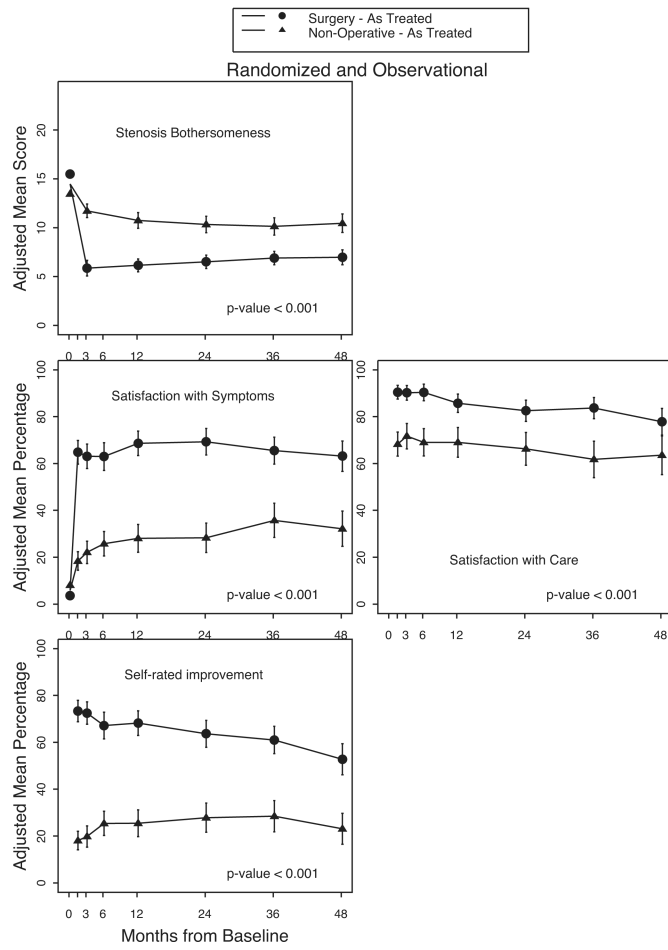 Surgery - As Treated
Non-Operative - As Treated
Randomized and Observational
Adjusted Mean Score
0 5 10 15 20
Stenosis Bothersomeness
p-value < 0.001
0 3 6 12 24 36 48
Adjusted Mean Percentage
0 20 40 60 80 100
Satisfaction with Symptoms
p-value < 0.001
0 3 6 12 24 36 48
0 20 40 60 80 100
Satisfaction with Care
p-value < 0.001
0 3 6 12 24 36 48
Adjusted Mean Percentage
0 20 40 60 80 100
Self-rated improvement
p-value < 0.001
0 3 6 12 24 36 48
Months from Baseline